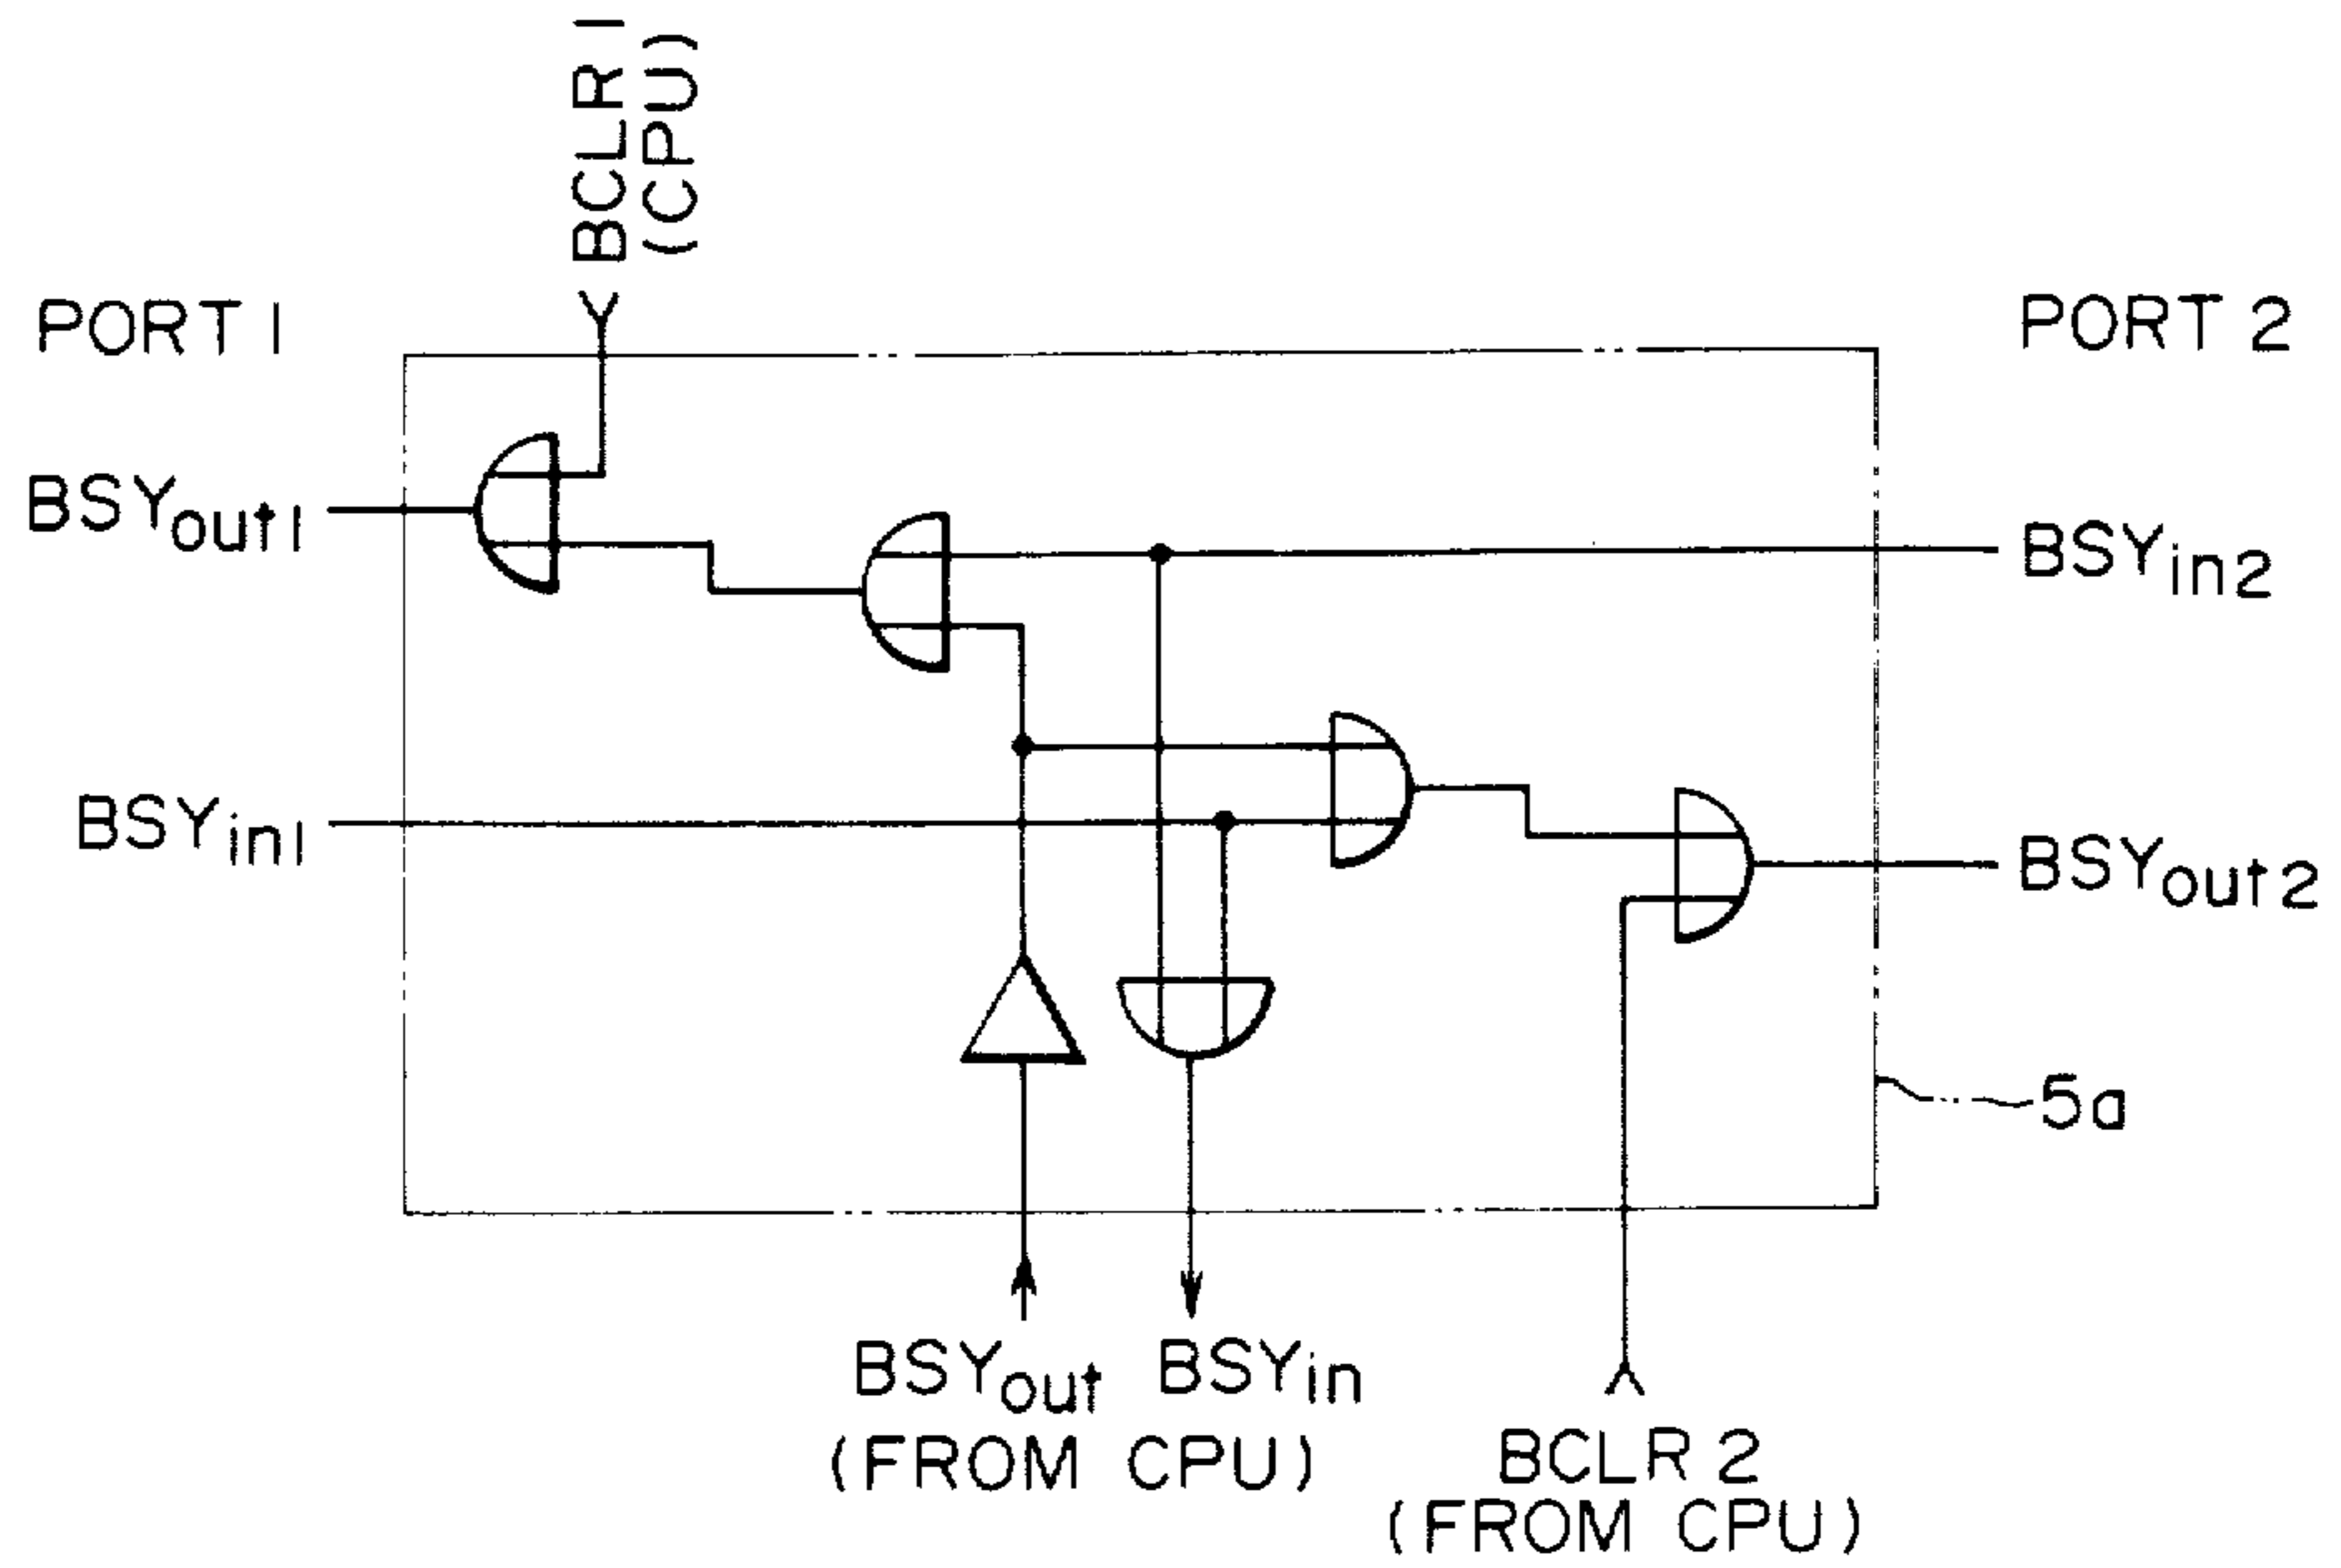 BCLR 1
(CPU)
PORT 1
PORT 2
BSYout1
BSYin2
BSYin1
BSYout2
5a
BSYout
BSYin
(FROM CPU)
BCLR 2
(FROM CPU)